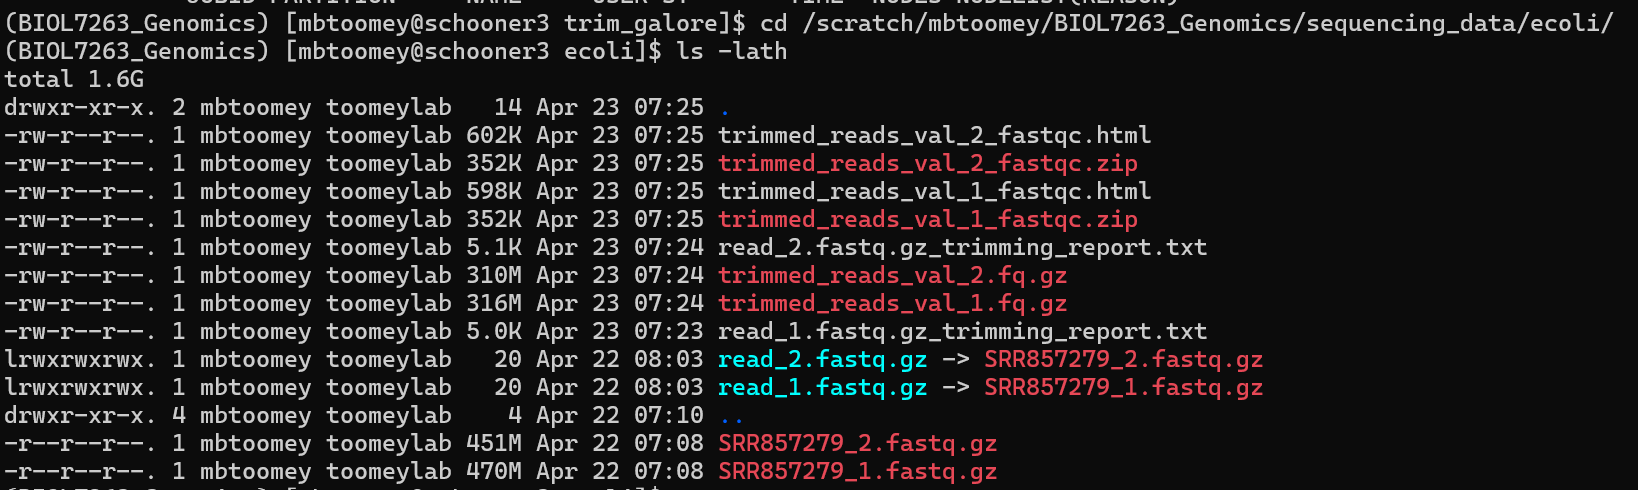 (BIOL7263_Genomics) [mbtoomey@schooner3 trim_galore]$ cd /scratch/mbtoomey/BIOL7263_Genomics/sequencing_data/ecoli/
(BIOL7263_Genomics) [mbtoomey@schooner3 ecoli]$ ls -lath
total 1.6G
drwxr-xr-x. 2 mbtoomey toomeylab   14 Apr 23 07:25 .
-rw-r--r--. 1 mbtoomey toomeylab 602K Apr 23 07:25 trimmed_reads_val_2_fastqc.html
-rw-r--r--. 1 mbtoomey toomeylab 352K Apr 23 07:25 trimmed_reads_val_2_fastqc.zip
-rw-r--r--. 1 mbtoomey toomeylab 598K Apr 23 07:25 trimmed_reads_val_1_fastqc.html
-rw-r--r--. 1 mbtoomey toomeylab 352K Apr 23 07:25 trimmed_reads_val_1_fastqc.zip
-rw-r--r--. 1 mbtoomey toomeylab 5.1K Apr 23 07:24 read_2.fastq.gz_trimming_report.txt
-rw-r--r--. 1 mbtoomey toomeylab 310M Apr 23 07:24 trimmed_reads_val_2.fq.gz
-rw-r--r--. 1 mbtoomey toomeylab 316M Apr 23 07:24 trimmed_reads_val_1.fq.gz
-rw-r--r--. 1 mbtoomey toomeylab 5.0K Apr 23 07:23 read_1.fastq.gz_trimming_report.txt
lrwxrwxrwx. 1 mbtoomey toomeylab   20 Apr 22 08:03 read_2.fastq.gz -> SRR857279_2.fastq.gz
lrwxrwxrwx. 1 mbtoomey toomeylab   20 Apr 22 08:03 read_1.fastq.gz -> SRR857279_1.fastq.gz
drwxr-xr-x. 4 mbtoomey toomeylab    4 Apr 22 07:10 ..
-r--r--r--. 1 mbtoomey toomeylab 451M Apr 22 07:08 SRR857279_2.fastq.gz
-r--r--r--. 1 mbtoomey toomeylab 470M Apr 22 07:08 SRR857279_1.fastq.gz